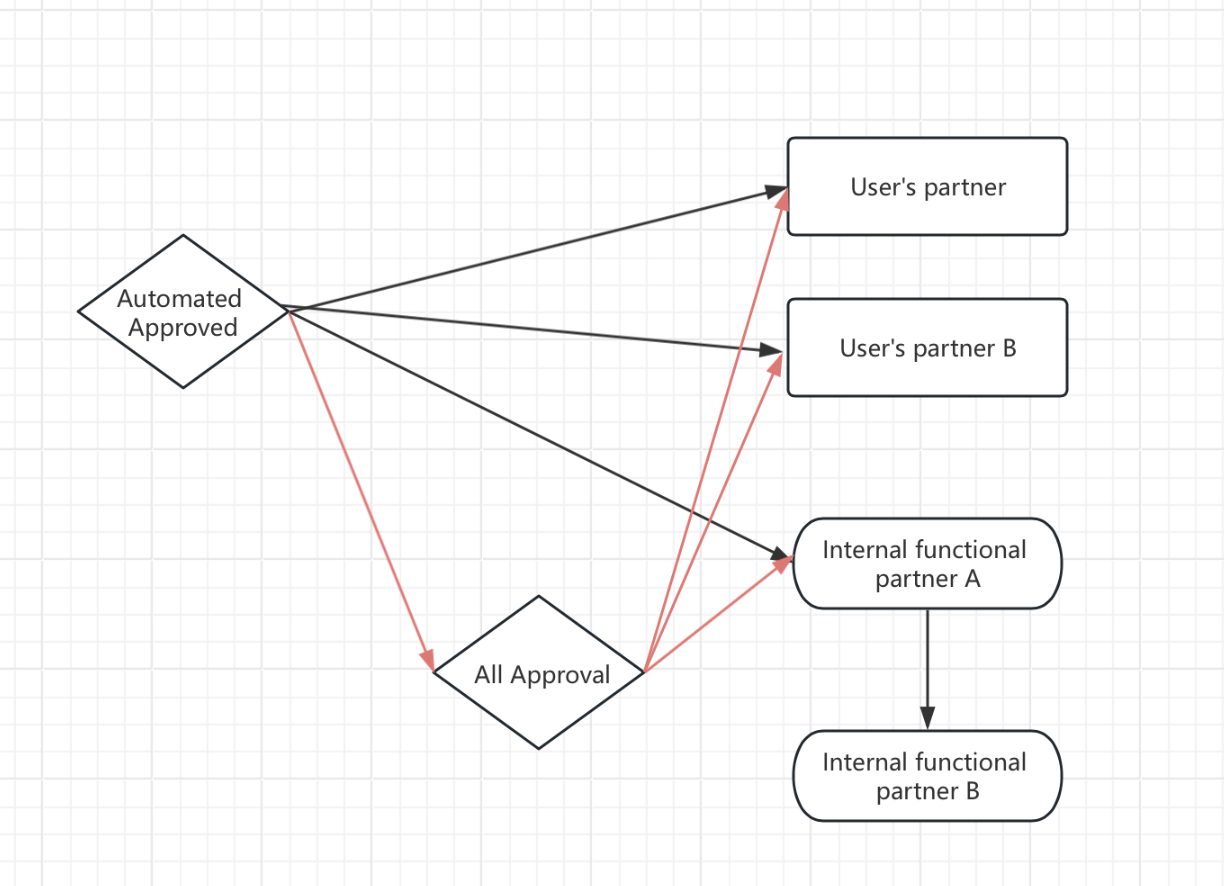 User's partner
Automated
Approved
User's partner B
Internal functional
partner A
All Approval
Internal functional
partner B